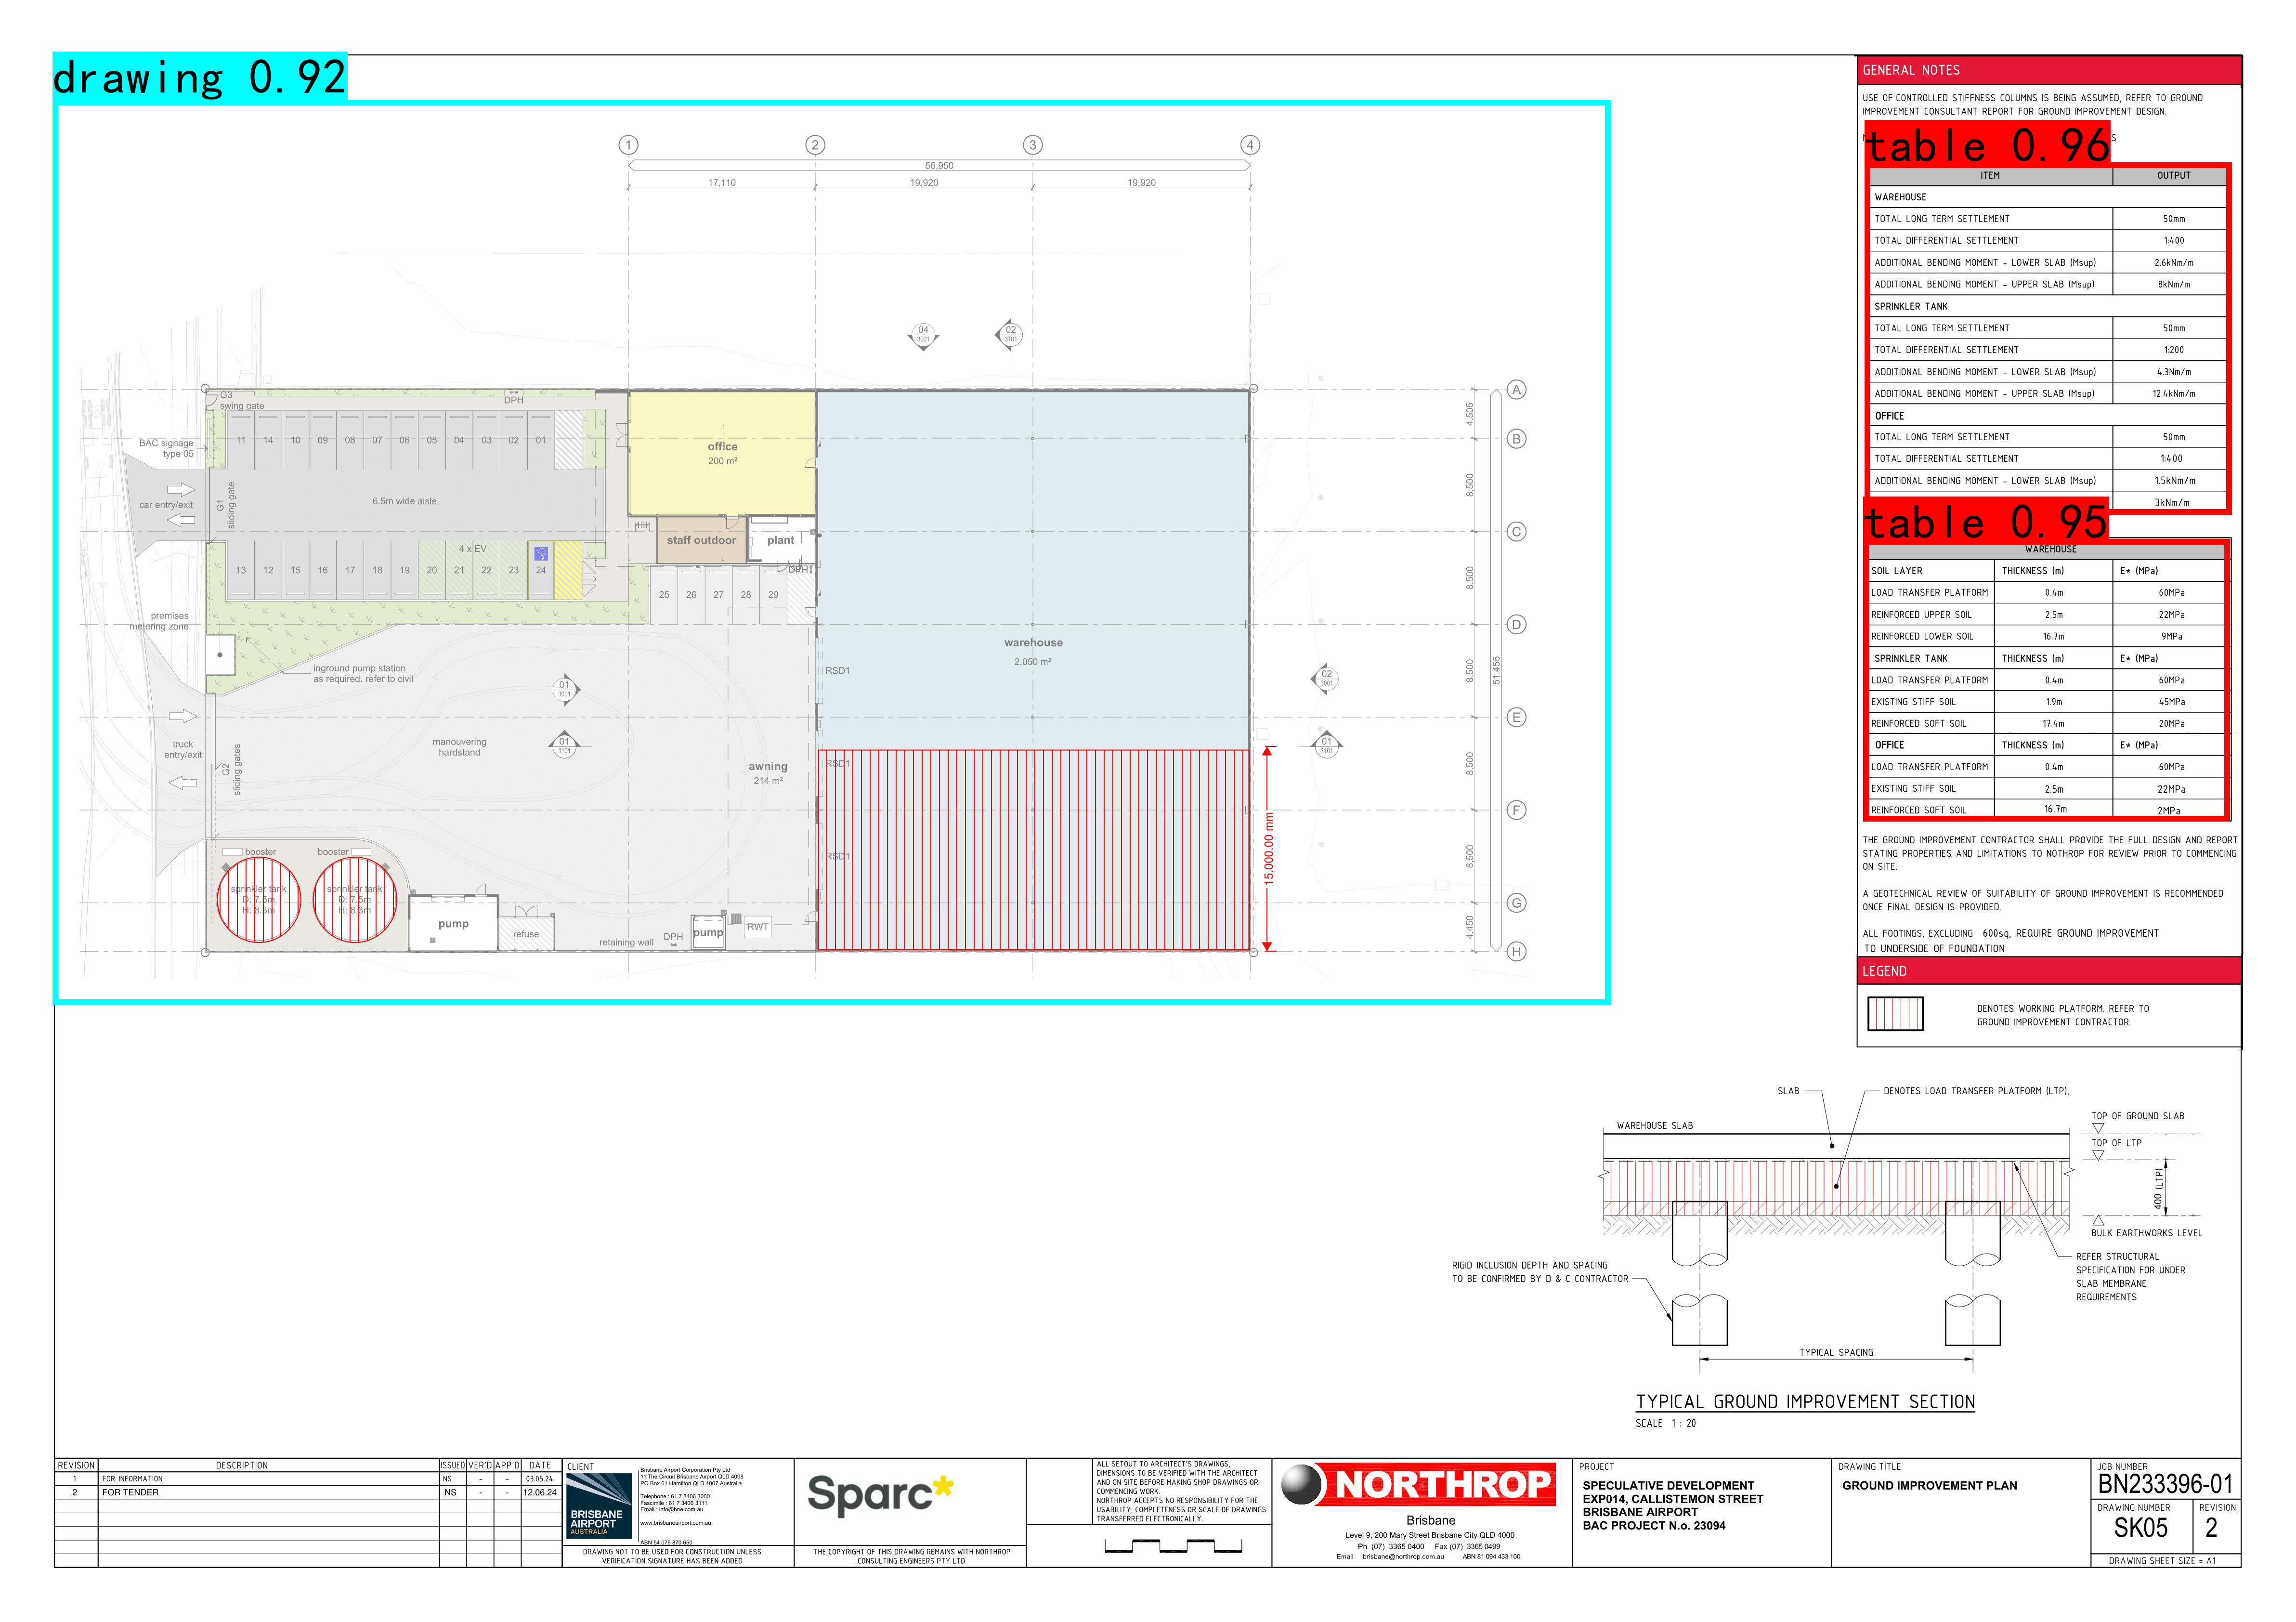 drawing 0.92
1 2 3 4
56,950
17,110 19,920 19,920
04
3001
02
3101
A
B
C
D
E
F
G
H
4,505
8,500
8,500
8,500
8,500
8,500
4,450
51,455
G3
swing gate
DPH
BAC signage
type 05
11 14 10 09 08 07 06 05 04 03 02 01
office
200 m²
car entry/exit
G1
sliding gate
6.5m wide aisle
staff outdoor
plant
4 x EV
13 12 15 16 17 18 19 20 21 22 23 24
DPH
25 26 27 28 29
premises
metering zone
warehouse
2,050 m²
inground pump station
as required. refer to civil
RSD1
01
3001
02
3001
truck
entry/exit
G2
slicing gates
manouvering
hardstand
01
3101
01
3101
awning
214 m²
RSD1
RSD1
15,000.00 mm
booster booster
sprinkler tank
D: 7.5m
H: 8.3m
sprinkler tank
D: 7.5m
H: 8.3m
pump
refuse
retaining wall
DPH
pump
RWT
GENERAL NOTES
USE OF CONTROLLED STIFFNESS COLUMNS IS BEING ASSUMED, REFER TO GROUND
IMPROVEMENT CONSULTANT REPORT FOR GROUND IMPROVEMENT DESIGN.
table 0.96
ITEM OUTPUT
WAREHOUSE
TOTAL LONG TERM SETTLEMENT 50mm
TOTAL DIFFERENTIAL SETTLEMENT 1:400
ADDITIONAL BENDING MOMENT - LOWER SLAB (Msup) 2.6kNm/m
ADDITIONAL BENDING MOMENT - UPPER SLAB (Msup) 8kNm/m
SPRINKLER TANK
TOTAL LONG TERM SETTLEMENT 50mm
TOTAL DIFFERENTIAL SETTLEMENT 1:200
ADDITIONAL BENDING MOMENT - LOWER SLAB (Msup) 4.3Nm/m
ADDITIONAL BENDING MOMENT - UPPER SLAB (Msup) 12.4kNm/m
OFFICE
TOTAL LONG TERM SETTLEMENT 50mm
TOTAL DIFFERENTIAL SETTLEMENT 1:400
ADDITIONAL BENDING MOMENT - LOWER SLAB (Msup) 1.5kNm/m
3kNm/m
table 0.95
WAREHOUSE
SOIL LAYER THICKNESS (m) E* (MPa)
LOAD TRANSFER PLATFORM 0.4m 60MPa
REINFORCED UPPER SOIL 2.5m 22MPa
REINFORCED LOWER SOIL 16.7m 9MPa
SPRINKLER TANK THICKNESS (m) E* (MPa)
LOAD TRANSFER PLATFORM 0.4m 60MPa
EXISTING STIFF SOIL 1.9m 45MPa
REINFORCED SOFT SOIL 17.4m 20MPa
OFFICE THICKNESS (m) E* (MPa)
LOAD TRANSFER PLATFORM 0.4m 60MPa
EXISTING STIFF SOIL 2.5m 22MPa
REINFORCED SOFT SOIL 16.7m 2MPa
THE GROUND IMPROVEMENT CONTRACTOR SHALL PROVIDE THE FULL DESIGN AND REPORT
STATING PROPERTIES AND LIMITATIONS TO NOTHROP FOR REVIEW PRIOR TO COMMENCING
ON SITE.
A GEOTECHNICAL REVIEW OF SUITABILITY OF GROUND IMPROVEMENT IS RECOMMENDED
ONCE FINAL DESIGN IS PROVIDED.
ALL FOOTINGS, EXCLUDING 600sq, REQUIRE GROUND IMPROVEMENT
TO UNDERSIDE OF FOUNDATION
LEGEND
DENOTES WORKING PLATFORM. REFER TO
GROUND IMPROVEMENT CONTRACTOR.
SLAB
DENOTES LOAD TRANSFER PLATFORM (LTP),
WAREHOUSE SLAB
TOP OF GROUND SLAB
TOP OF LTP
400 (LTP)
BULK EARTHWORKS LEVEL
REFER STRUCTURAL
SPECIFICATION FOR UNDER
SLAB MEMBRANE
REQUIREMENTS
RIGID INCLUSION DEPTH AND SPACING
TO BE CONFIRMED BY D & C CONTRACTOR
TYPICAL SPACING
TYPICAL GROUND IMPROVEMENT SECTION
SCALE 1 : 20
REVISION DESCRIPTION ISSUED VER'D APP'D DATE
1 FOR INFORMATION NS - - 03.05.24
2 FOR TENDER NS - - 12.06.24
CLIENT
BRISBANE
AIRPORT
AUSTRALIA
Brisbane Airport Corporation Pty Ltd
11 The Circuit Brisbane Airport QLD 4008
PO Box 61 Hamilton QLD 4007 Australia
Telephone : 61 7 3406 3000
Fascimile : 61 7 3406 3111
Email : info@bne.com.au
www.brisbaneairport.com.au
ABN 54 076 870 650
DRAWING NOT TO BE USED FOR CONSTRUCTION UNLESS
VERIFICATION SIGNATURE HAS BEEN ADDED
Sparc*
THE COPYRIGHT OF THIS DRAWING REMAINS WITH NORTHROP
CONSULTING ENGINEERS PTY LTD.
ALL SETOUT TO ARCHITECT'S DRAWINGS,
DIMENSIONS TO BE VERIFIED WITH THE ARCHITECT
AND ON SITE BEFORE MAKING SHOP DRAWINGS OR
COMMENCING WORK.
NORTHROP ACCEPTS NO RESPONSIBILITY FOR THE
USABILITY, COMPLETENESS OR SCALE OF DRAWINGS
TRANSFERRED ELECTRONICALLY.
NORTHROP
Brisbane
Level 9, 200 Mary Street Brisbane City QLD 4000
Ph (07) 3365 0400 Fax (07) 3365 0499
Email brisbane@northrop.com.au ABN 81 094 433 100
PROJECT
SPECULATIVE DEVELOPMENT
EXP014, CALLISTEMON STREET
BRISBANE AIRPORT
BAC PROJECT N.o. 23094
DRAWING TITLE
GROUND IMPROVEMENT PLAN
JOB NUMBER
BN233396-01
DRAWING NUMBER REVISION
SK05 2
DRAWING SHEET SIZE = A1